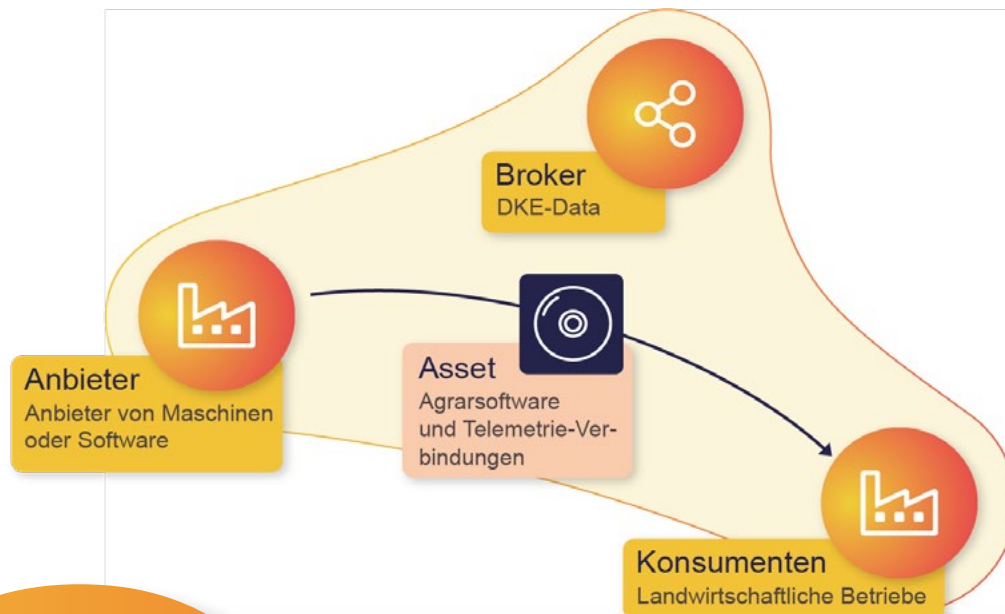 Broker
DKE-Data
Anbieter
Anbieter von Maschinen
oder Software
Asset
Agrarsoftware
und Telemetrie-Ver-
bindungen
Konsumenten
Landwirtschaftliche Betriebe